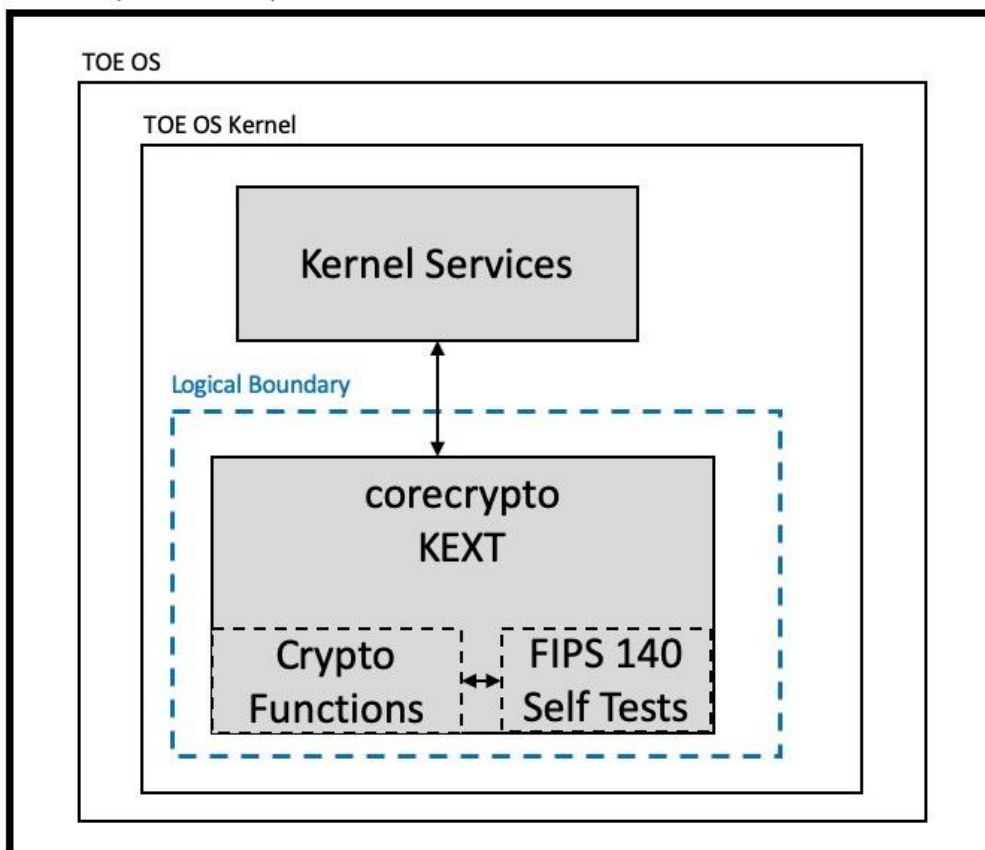 TOE OS
TOE OS Kernel
Kernel Services
Logical Boundary
corecrypto
KEXT
Crypto
Functions
FIPS 140
Self Tests